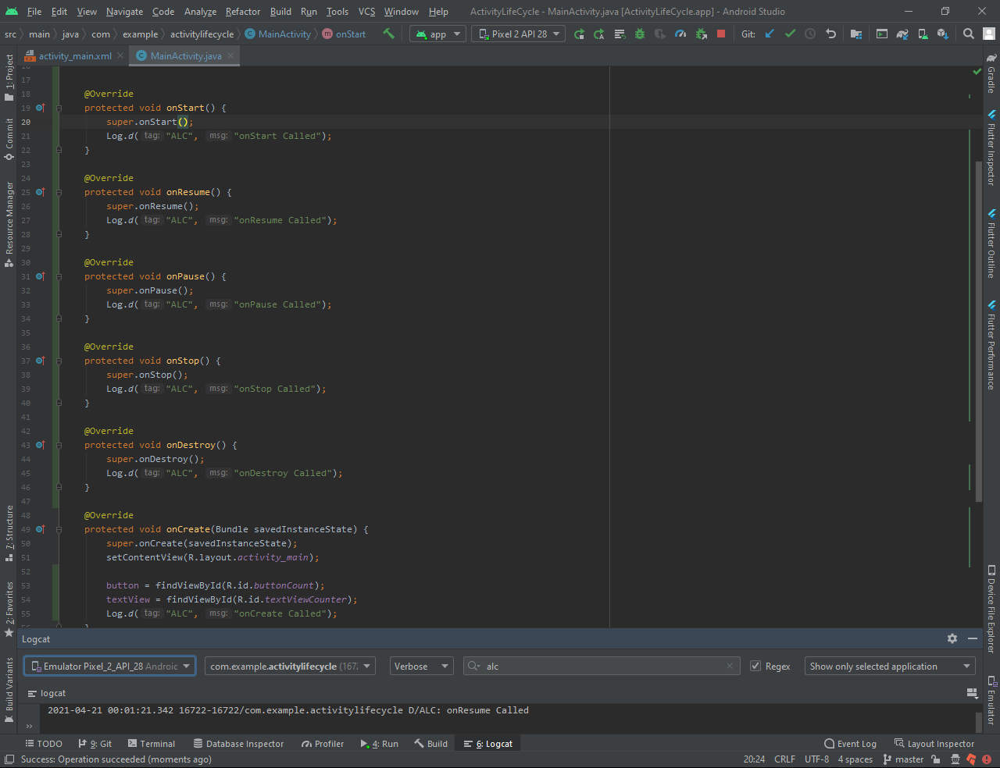 File Edit View Navigate Code Analyze Refactor Build Run Tools VCS Window Help ActivityLifeCycle - MainActivity.java [ActivityLifeCycle.app] - Android Studio
src main java com example activitylifecycle C MainActivity m onStart app Pixel 2 API 28 Git:
activity_main.xml C MainActivity.java
1: Project
Commit
Resource Manager
7: Structure
2: Favorites
Build Variants
17
18 @Override
19 protected void onStart() {
20 super.onStart();
21 Log.d( tag: "ALC", msg: "onStart Called");
22 }
23
24 @Override
25 protected void onResume() {
26 super.onResume();
27 Log.d( tag: "ALC", msg: "onResume Called");
28 }
29
30 @Override
31 protected void onPause() {
32 super.onPause();
33 Log.d( tag: "ALC", msg: "onPause Called");
34 }
35
36 @Override
37 protected void onStop() {
38 super.onStop();
39 Log.d( tag: "ALC", msg: "onStop Called");
40 }
41
42 @Override
43 protected void onDestroy() {
44 super.onDestroy();
45 Log.d( tag: "ALC", msg: "onDestroy Called");
46 }
47
48 @Override
49 protected void onCreate(Bundle savedInstanceState) {
50 super.onCreate(savedInstanceState);
51 setContentView(R.layout.activity_main);
52
53 button = findViewById(R.id.buttonCount);
54 textView = findViewById(R.id.textViewCounter);
55 Log.d( tag: "ALC", msg: "onCreate Called");
Gradle
Flutter Inspector
Flutter Outline
Flutter Performance
Device File Explorer
Emulator
Logcat
Emulator Pixel_2_API_28 Android com.example.activitylifecycle (167 Verbose alc Regex Show only selected application
logcat
2021-04-21 00:01:21.342 16722-16722/com.example.activitylifecycle D/ALC: onResume Called
TODO 9: Git Terminal Database Inspector Profiler 4: Run Build 6: Logcat Event Log Layout Inspector
Success: Operation succeeded (moments ago) 20:24 CRLF UTF-8 4 spaces master